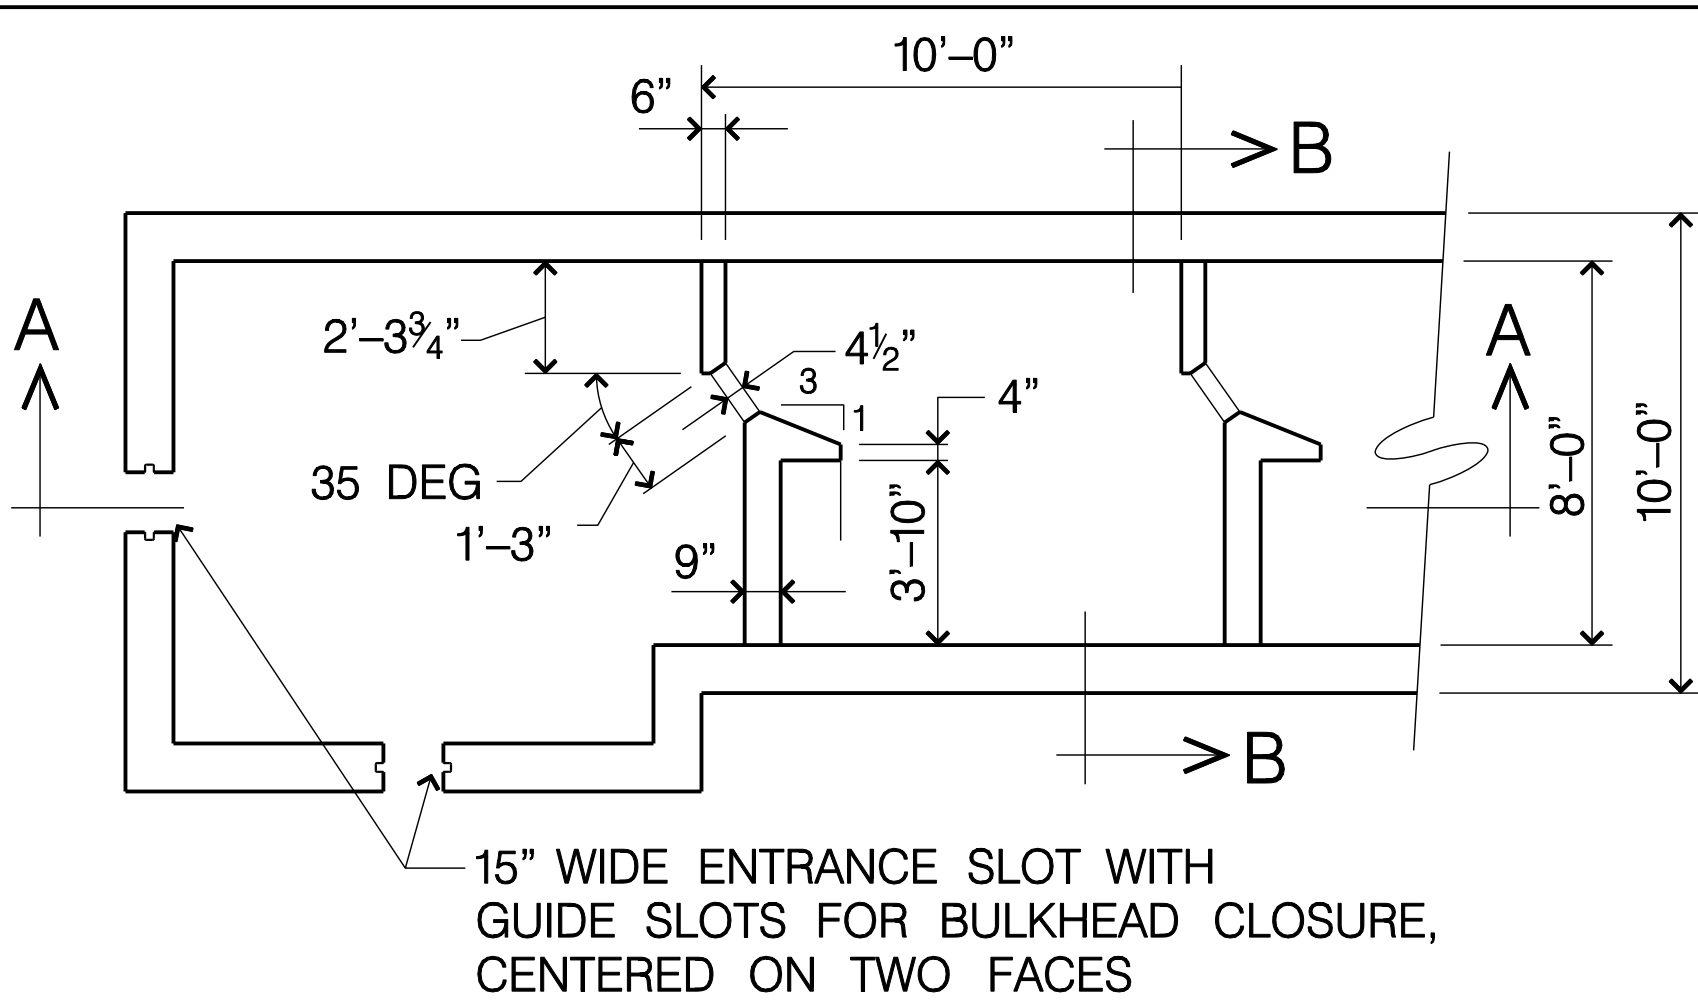 10’–0”
6”
B
A
2’–3¾”
4½”
3
1
4”
A
35 DEG
1’–3”
9”
3’–10”
8’–0”
10’–0”
B
15” WIDE ENTRANCE SLOT WITH
GUIDE SLOTS FOR BULKHEAD CLOSURE,
CENTERED ON TWO FACES